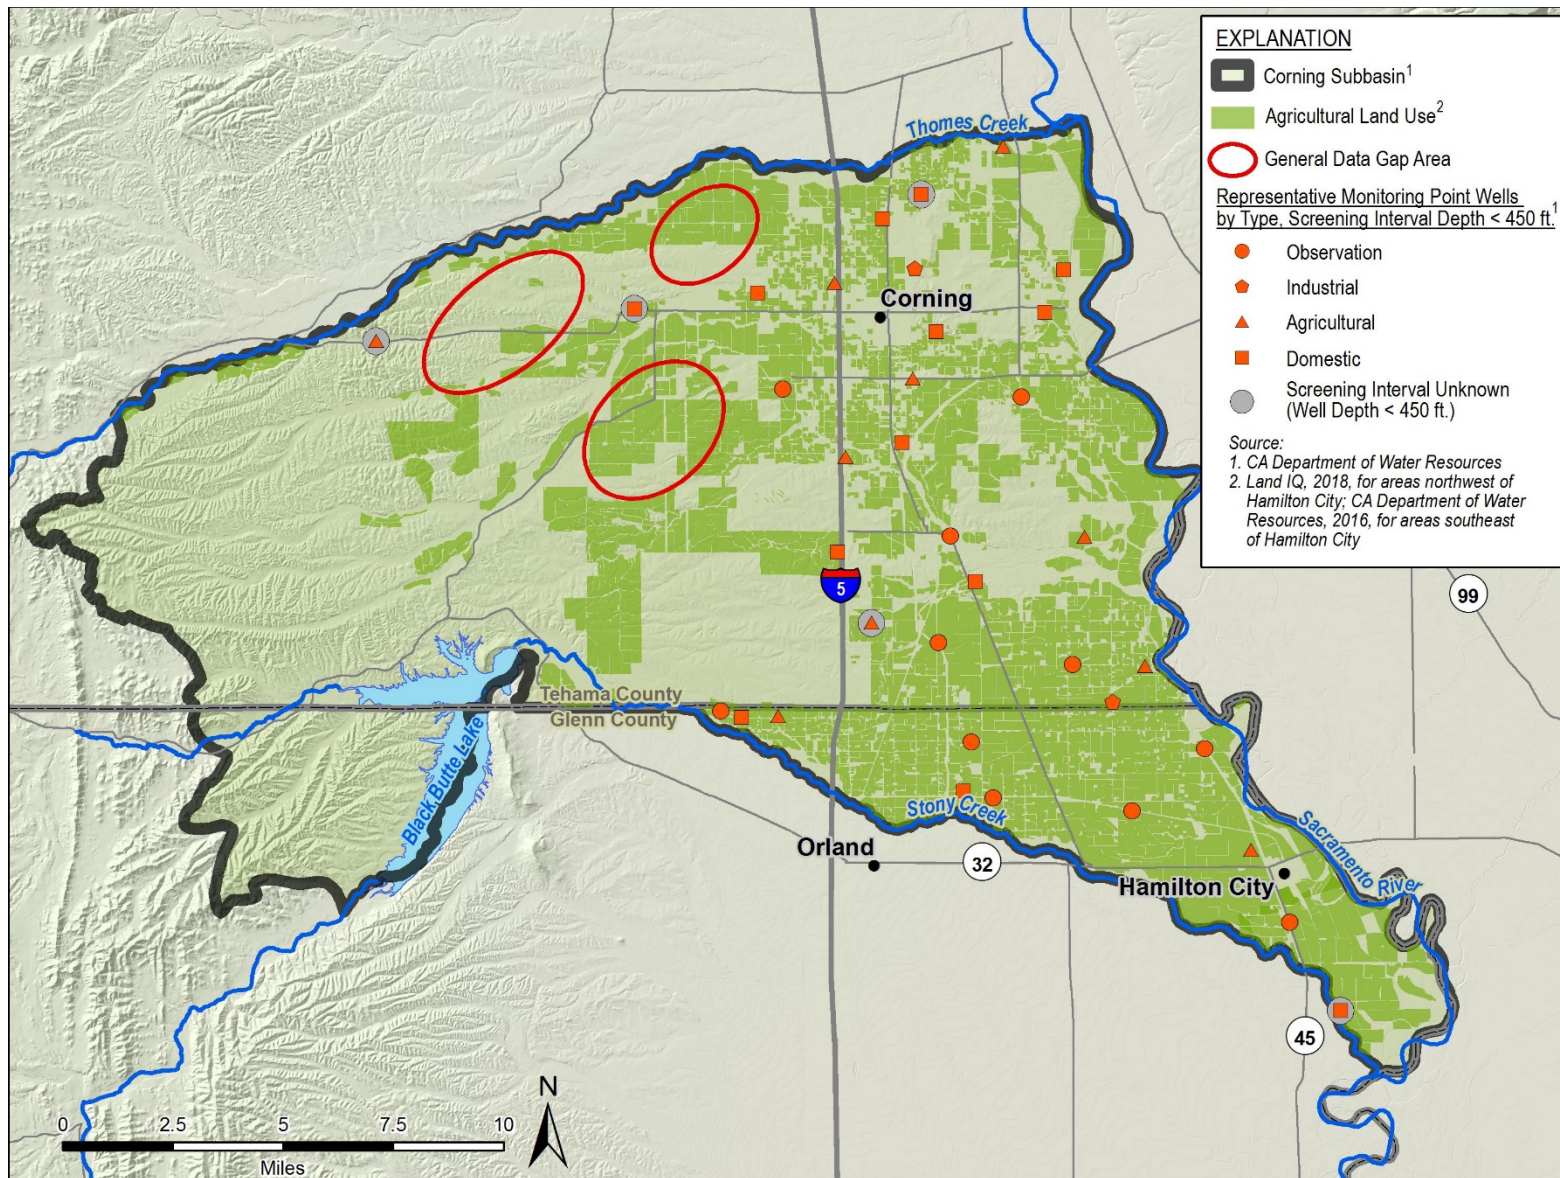 EXPLANATION
Corning Subbasin1
Agricultural Land Use2
General Data Gap Area
Representative Monitoring Point Wells
by Type, Screening Interval Depth < 450 ft.1
Observation
Industrial
Agricultural
Domestic
Screening Interval Unknown
(Well Depth < 450 ft.)
Source:
1. CA Department of Water Resources
2. Land IQ, 2018, for areas northwest of
Hamilton City; CA Department of Water
Resources, 2016, for areas southeast
of Hamilton City
Thomes Creek
Corning
5
99
Tehama County
Glenn County
Black Butte Lake
Stony Creek
Orland
32
Sacramento River
Hamilton City
45
N
0 2.5 5 7.5 10
Miles